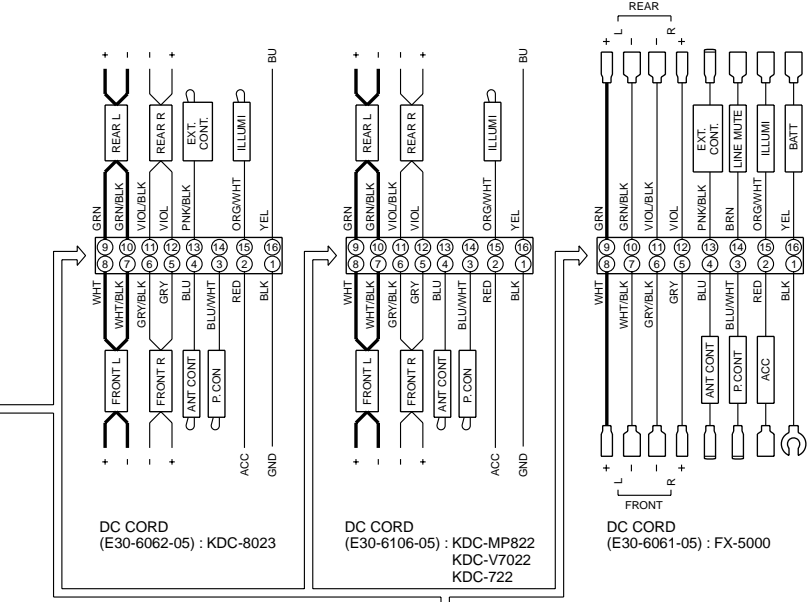 REAR
L R
+ − − +
+ − − + BU
REAR L REAR R EXT. CONT. ILLUMI
GRN GRN/BLK VIOL/BLK VIOL PNK/BLK ORG/WHT YEL
9 10 11 12 13 14 15 16
8 7 6 5 4 3 2 1
WHT WHT/BLK GRY/BLK GRY BLU BLU/WHT RED BLK
FRONT L FRONT R ANT CONT P. CON
+ − − + ACC GND
DC CORD
(E30-6062-05) : KDC-8023
+ − − + BU
REAR L REAR R ILLUMI
GRN GRN/BLK VIOL/BLK VIOL ORG/WHT YEL
9 10 11 12 13 14 15 16
8 7 6 5 4 3 2 1
WHT WHT/BLK GRY/BLK GRY BLU BLU/WHT RED BLK
FRONT L FRONT R ANT CONT P. CON
+ − − + ACC GND
DC CORD
(E30-6106-05) : KDC-MP822
KDC-V7022
KDC-722
EXT. CONT. LINE MUTE ILLUMI BATT
GRN GRN/BLK VIOL/BLK VIOL PNK/BLK BRN ORG/WHT YEL
9 10 11 12 13 14 15 16
8 7 6 5 4 3 2 1
WHT WHT/BLK GRY/BLK GRY BLU BLU/WHT RED BLK
ANT CONT P.CONT ACC
+ − − +
L R
FRONT
DC CORD
(E30-6061-05) : FX-5000